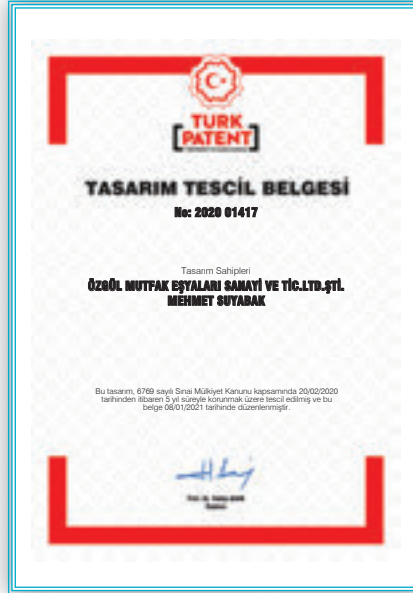 TURK
PATENT
TASARIM TESCİL BELGESİ
No: 2020 01417
Tasarım Sahipleri
ÖZGÜL MUTFAK EŞYALARI SANAYİ VE TİC.LTD.ŞTİ.
MEHMET SUYABAK
Bu tasarım, 6769 sayılı Sınai Mülkiyet Kanunu kapsamında 20/02/2020
tarihinden itibaren 5 yıl süreyle korunmak üzere tescil edilmiş ve bu
belge 08/01/2021 tarihinde düzenlenmiştir.